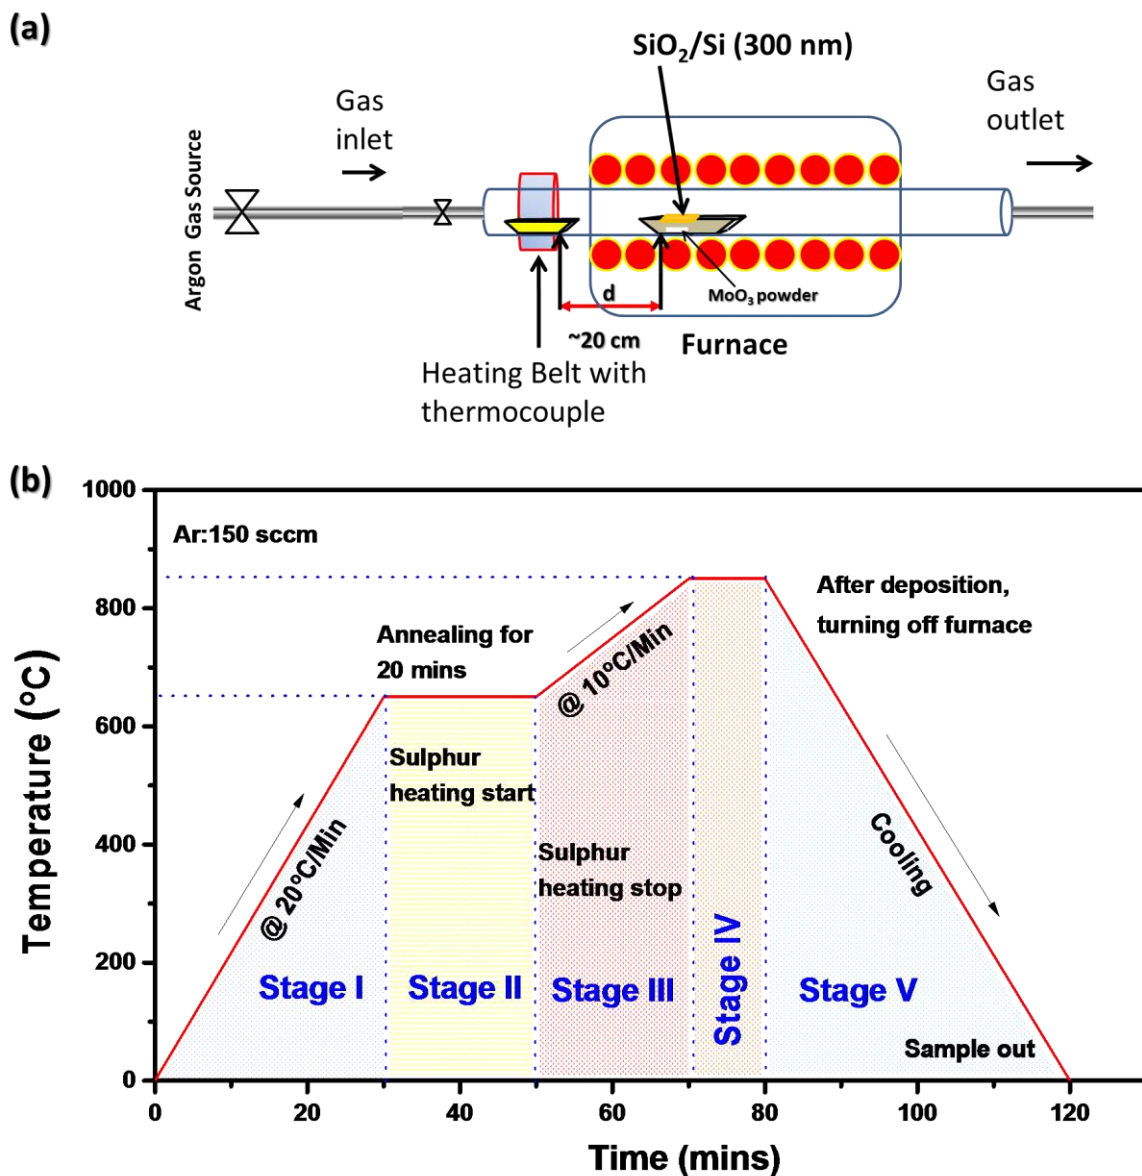 (a)
SiO₂/Si (300 nm)
Gas
inlet
Gas
outlet
Argon Gas Source
MoO₃ powder
d
~20 cm
Furnace
Heating Belt with
thermocouple
(b)
1000
800
600
400
200
0
Temperature (°C)
Ar:150 sccm
Annealing for
20 mins
After deposition,
turning off furnace
@ 20°C/Min
@ 10°C/Min
Sulphur
heating start
Sulphur
heating stop
Cooling
Stage I
Stage II
Stage III
Stage IV
Stage V
Sample out
0
20
40
60
80
100
120
Time (mins)